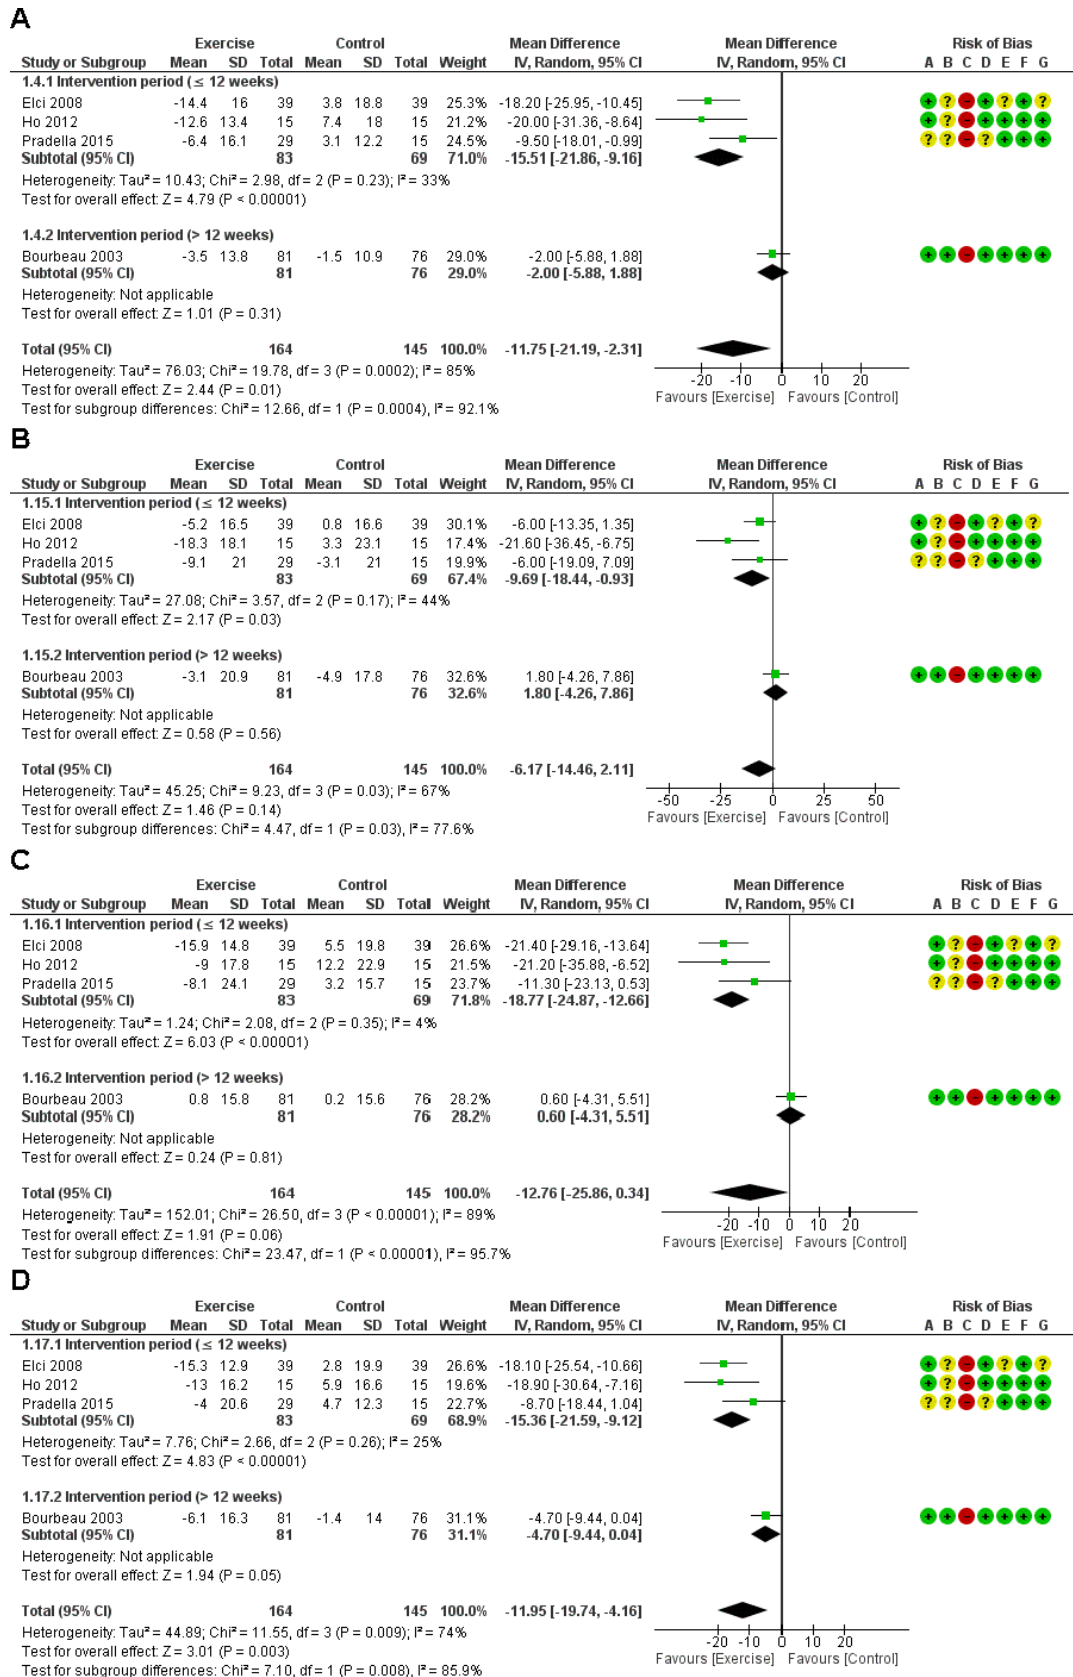 A
Exercise Control Mean Difference Mean Difference Risk of Bias
Study or Subgroup Mean SD Total Mean SD Total Weight IV, Random, 95% CI IV, Random, 95% CI A B C D E F G
1.4.1 Intervention period (≤ 12 weeks)
Elci 2008 -14.4 16 39 3.8 18.8 39 25.3% -18.20 [-25.95, -10.45] + ? - + ? + ?
Ho 2012 -12.6 13.4 15 7.4 18 15 21.2% -20.00 [-31.36, -8.64] + ? - + + + +
Pradella 2015 -6.4 16.1 29 3.1 12.2 15 24.5% -9.50 [-18.01, -0.99] ? ? - ? + + +
Subtotal (95% CI) 83 69 71.0% -15.51 [-21.86, -9.16]
Heterogeneity: Tau² = 10.43; Chi² = 2.98, df = 2 (P = 0.23); I² = 33%
Test for overall effect: Z = 4.79 (P < 0.00001)
1.4.2 Intervention period (> 12 weeks)
Bourbeau 2003 -3.5 13.8 81 -1.5 10.9 76 29.0% -2.00 [-5.88, 1.88] + + - + + + +
Subtotal (95% CI) 81 76 29.0% -2.00 [-5.88, 1.88]
Heterogeneity: Not applicable
Test for overall effect: Z = 1.01 (P = 0.31)
Total (95% CI) 164 145 100.0% -11.75 [-21.19, -2.31]
Heterogeneity: Tau² = 76.03; Chi² = 19.78, df = 3 (P = 0.0002); I² = 85%
Test for overall effect: Z = 2.44 (P = 0.01)
Test for subgroup differences: Chi² = 12.66, df = 1 (P = 0.0004), I² = 92.1%
-20 -10 0 10 20
Favours [Exercise] Favours [Control]
B
Exercise Control Mean Difference Mean Difference Risk of Bias
Study or Subgroup Mean SD Total Mean SD Total Weight IV, Random, 95% CI IV, Random, 95% CI A B C D E F G
1.15.1 Intervention period (≤ 12 weeks)
Elci 2008 -5.2 16.5 39 0.8 16.6 39 30.1% -6.00 [-13.35, 1.35] + ? - + ? + ?
Ho 2012 -18.3 18.1 15 3.3 23.1 15 17.4% -21.60 [-36.45, -6.75] + ? - + + + +
Pradella 2015 -9.1 21 29 -3.1 21 15 19.9% -6.00 [-19.09, 7.09] ? ? - ? + + +
Subtotal (95% CI) 83 69 67.4% -9.69 [-18.44, -0.93]
Heterogeneity: Tau² = 27.08; Chi² = 3.57, df = 2 (P = 0.17); I² = 44%
Test for overall effect: Z = 2.17 (P = 0.03)
1.15.2 Intervention period (> 12 weeks)
Bourbeau 2003 -3.1 20.9 81 -4.9 17.8 76 32.6% 1.80 [-4.26, 7.86] + + - + + + +
Subtotal (95% CI) 81 76 32.6% 1.80 [-4.26, 7.86]
Heterogeneity: Not applicable
Test for overall effect: Z = 0.58 (P = 0.56)
Total (95% CI) 164 145 100.0% -6.17 [-14.46, 2.11]
Heterogeneity: Tau² = 45.25; Chi² = 9.23, df = 3 (P = 0.03); I² = 67%
Test for overall effect: Z = 1.46 (P = 0.14)
Test for subgroup differences: Chi² = 4.47, df = 1 (P = 0.03), I² = 77.6%
-50 -25 0 25 50
Favours [Exercise] Favours [Control]
C
Exercise Control Mean Difference Mean Difference Risk of Bias
Study or Subgroup Mean SD Total Mean SD Total Weight IV, Random, 95% CI IV, Random, 95% CI A B C D E F G
1.16.1 Intervention period (≤ 12 weeks)
Elci 2008 -15.9 14.8 39 5.5 19.8 39 26.6% -21.40 [-29.16, -13.64] + ? - + ? + ?
Ho 2012 -9 17.8 15 12.2 22.9 15 21.5% -21.20 [-35.88, -6.52] + ? - + + + +
Pradella 2015 -8.1 24.1 29 3.2 15.7 15 23.7% -11.30 [-23.13, 0.53] ? ? - ? + + +
Subtotal (95% CI) 83 69 71.8% -18.77 [-24.87, -12.66]
Heterogeneity: Tau² = 1.24; Chi² = 2.08, df = 2 (P = 0.35); I² = 4%
Test for overall effect: Z = 6.03 (P < 0.00001)
1.16.2 Intervention period (> 12 weeks)
Bourbeau 2003 0.8 15.8 81 0.2 15.6 76 28.2% 0.60 [-4.31, 5.51] + + - + + + +
Subtotal (95% CI) 81 76 28.2% 0.60 [-4.31, 5.51]
Heterogeneity: Not applicable
Test for overall effect: Z = 0.24 (P = 0.81)
Total (95% CI) 164 145 100.0% -12.76 [-25.86, 0.34]
Heterogeneity: Tau² = 152.01; Chi² = 26.50, df = 3 (P < 0.00001); I² = 89%
Test for overall effect: Z = 1.91 (P = 0.06)
Test for subgroup differences: Chi² = 23.47, df = 1 (P < 0.00001), I² = 95.7%
-20 -10 0 10 20
Favours [Exercise] Favours [Control]
D
Exercise Control Mean Difference Mean Difference Risk of Bias
Study or Subgroup Mean SD Total Mean SD Total Weight IV, Random, 95% CI IV, Random, 95% CI A B C D E F G
1.17.1 Intervention period (≤ 12 weeks)
Elci 2008 -15.3 12.9 39 2.8 19.9 39 26.6% -18.10 [-25.54, -10.66] + ? - + ? + ?
Ho 2012 -13 16.2 15 5.9 16.6 15 19.6% -18.90 [-30.64, -7.16] + ? - + + + +
Pradella 2015 -4 20.6 29 4.7 12.3 15 22.7% -8.70 [-18.44, 1.04] ? ? - ? + + +
Subtotal (95% CI) 83 69 68.9% -15.36 [-21.59, -9.12]
Heterogeneity: Tau² = 7.76; Chi² = 2.66, df = 2 (P = 0.26); I² = 25%
Test for overall effect: Z = 4.83 (P < 0.00001)
1.17.2 Intervention period (> 12 weeks)
Bourbeau 2003 -6.1 16.3 81 -1.4 14 76 31.1% -4.70 [-9.44, 0.04] + + - + + + +
Subtotal (95% CI) 81 76 31.1% -4.70 [-9.44, 0.04]
Heterogeneity: Not applicable
Test for overall effect: Z = 1.94 (P = 0.05)
Total (95% CI) 164 145 100.0% -11.95 [-19.74, -4.16]
Heterogeneity: Tau² = 44.89; Chi² = 11.55, df = 3 (P = 0.009); I² = 74%
Test for overall effect: Z = 3.01 (P = 0.003)
Test for subgroup differences: Chi² = 7.10, df = 1 (P = 0.008), I² = 85.9%
-20 -10 0 10 20
Favours [Exercise] Favours [Control]